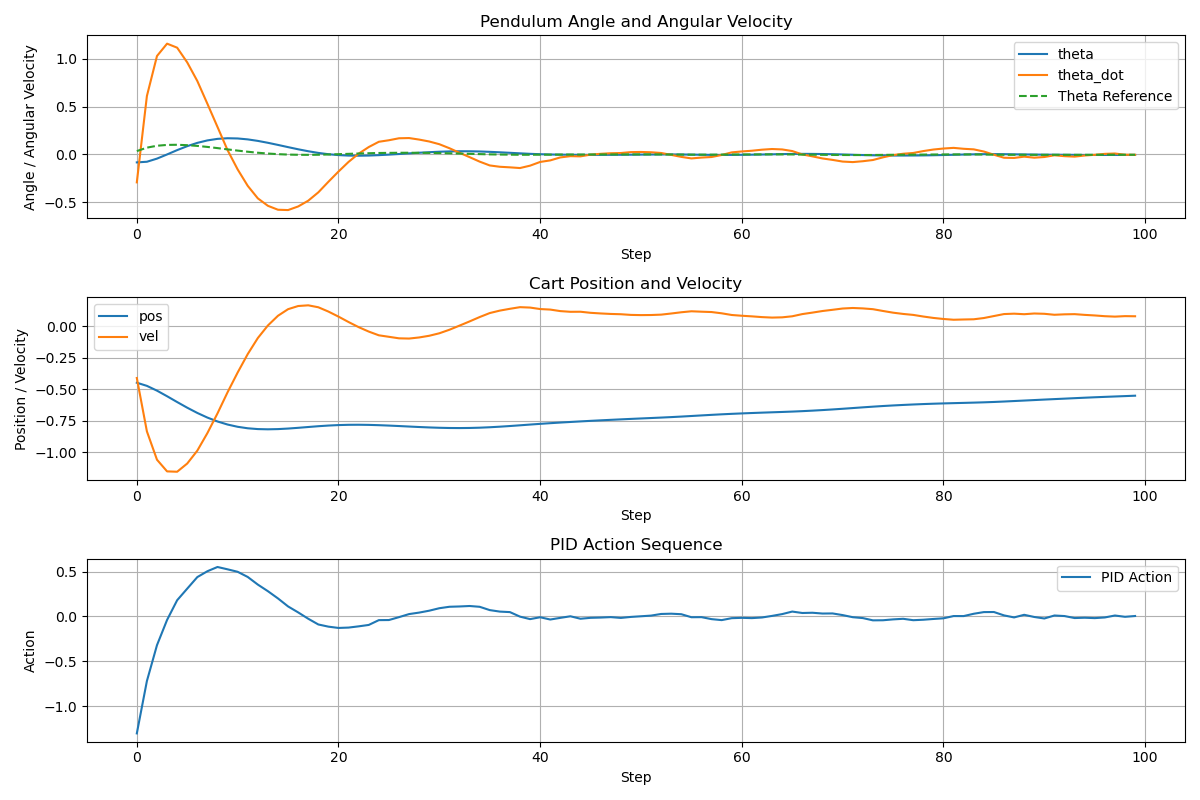 Pendulum Angle and Angular Velocity
Angle / Angular Velocity
1.0
0.5
0.0
−0.5
theta
theta_dot
Theta Reference
0 20 40 60 80 100
Step
Cart Position and Velocity
Position / Velocity
0.00
−0.25
−0.50
−0.75
−1.00
pos
vel
0 20 40 60 80 100
Step
PID Action Sequence
Action
0.5
0.0
−0.5
−1.0
PID Action
0 20 40 60 80 100
Step